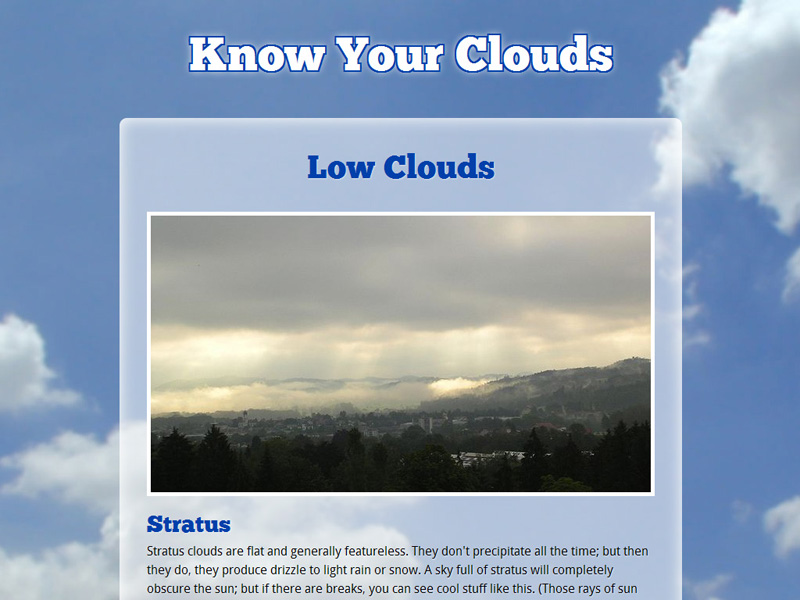 Know Your Clouds
Low Clouds
Stratus
Stratus clouds are flat and generally featureless. They don't precipitate all the time; but then
they do, they produce drizzle to light rain or snow. A sky full of stratus will completely
obscure the sun; but if there are breaks, you can see cool stuff like this. (Those rays of sun